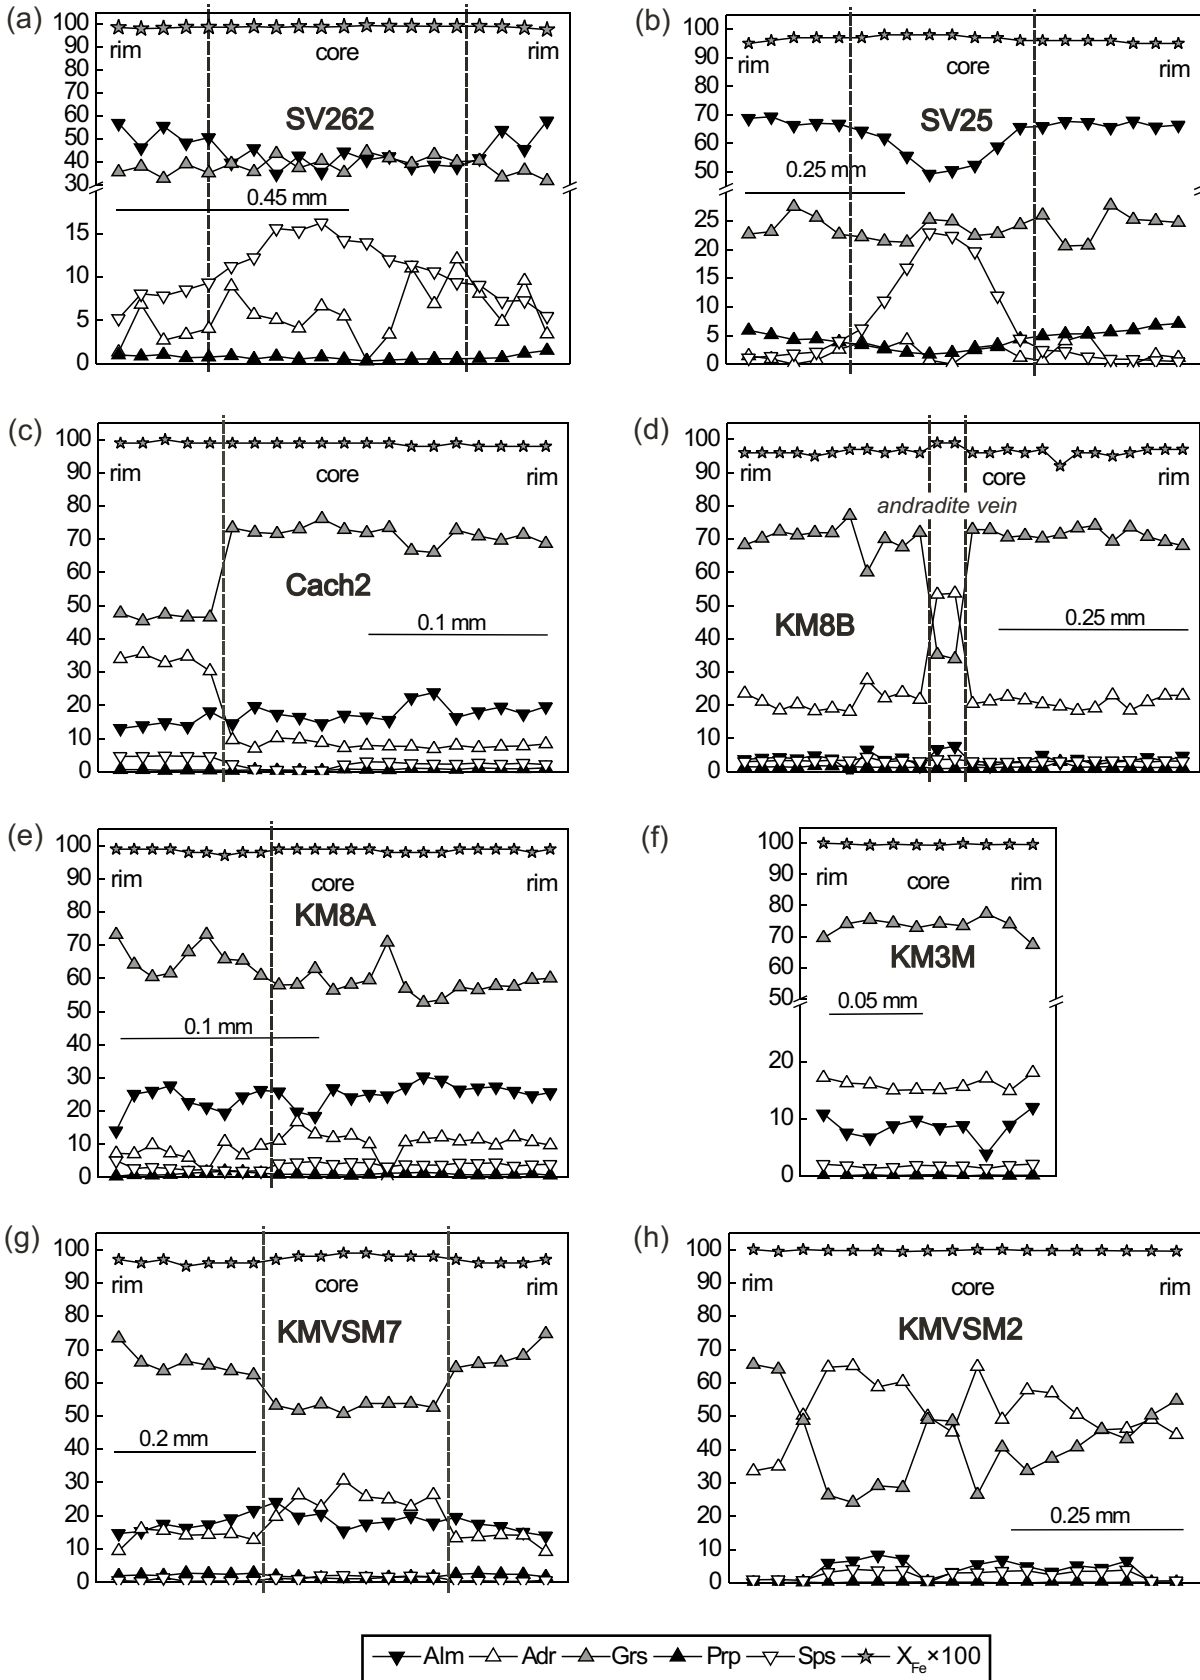 (a)
100
90
80
70
60
50
40
30
15
10
5
0
rim core rim
SV262
0.45 mm
(b)
100
90
80
70
60
50
25
20
15
10
5
0
rim core rim
SV25
0.25 mm
(c)
100
90
80
70
60
50
40
30
20
10
0
rim core rim
Cach2
0.1 mm
(d)
100
90
80
70
60
50
40
30
20
10
0
rim core rim
andradite vein
KM8B
0.25 mm
(e)
100
90
80
70
60
50
40
30
20
10
0
rim core rim
KM8A
0.1 mm
(f)
100
90
80
70
60
50
20
10
0
rim core rim
KM3M
0.05 mm
(g)
100
90
80
70
60
50
40
30
20
10
0
rim core rim
KMVSM7
0.2 mm
(h)
100
90
80
70
60
50
40
30
20
10
0
rim core rim
KMVSM2
0.25 mm
Alm Adr Grs Prp Sps XFe×100